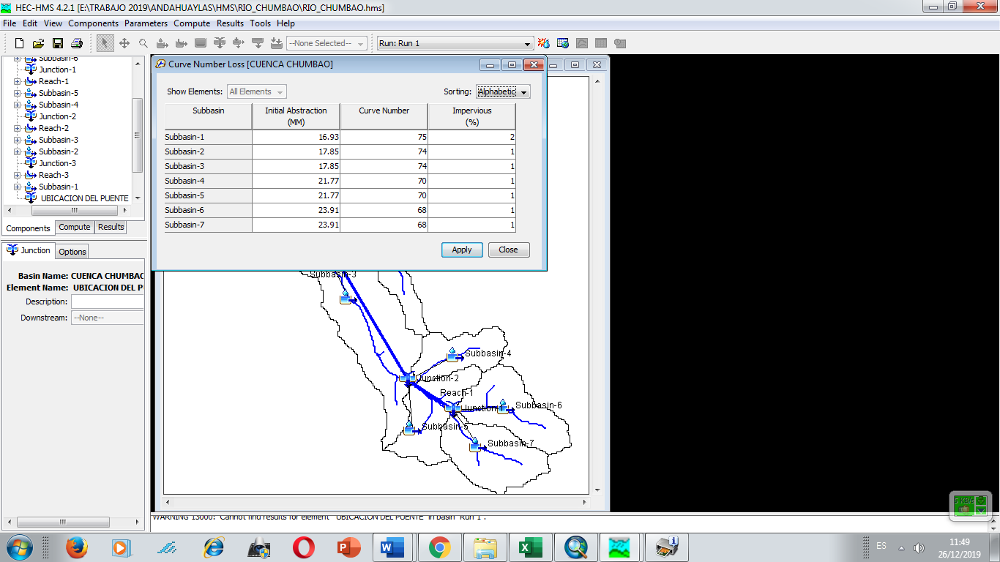 HEC-HMS 4.2.1 [E:\TRABAJO 2019\ANDAHUAYLAS\HMS\RIO_CHUMBAO\RIO_CHUMBAO.hms]
File Edit View Components Parameters Compute Results Tools Help
--None Selected-- Run: Run 1
Subbasin-6
Junction-1
Reach-1
Subbasin-5
Subbasin-4
Junction-2
Reach-2
Subbasin-3
Subbasin-2
Junction-3
Reach-3
Subbasin-1
UBICACION DEL PUENTE
Components Compute Results
Junction Options
Basin Name: CUENCA CHUMBAO
Element Name: UBICACION DEL P
Description:
Downstream: --None--
Curve Number Loss [CUENCA CHUMBAO]
Show Elements: All Elements Sorting: Alphabetic
Subbasin Initial Abstraction Curve Number Impervious
(MM) (%)
Subbasin-1 16.93 75 2
Subbasin-2 17.85 74 1
Subbasin-3 17.85 74 1
Subbasin-4 21.77 70 1
Subbasin-5 21.77 70 1
Subbasin-6 23.91 68 1
Subbasin-7 23.91 68 1
Apply Close
Subbasin-3
Subbasin-4
Junction-2
Reach-1
Junction
Subbasin-6
Subbasin-5
Subbasin-7
WARNING 13000: Cannot find results for element "UBICACION DEL PUENTE" in basin "Run 1".
5 KB/s
ES 11:49
26/12/2019